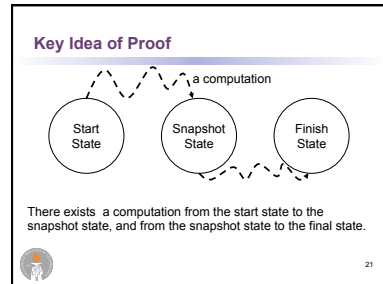 Key Idea of Proof
a computation
Start
State
Snapshot
State
Finish
State
There exists a computation from the start state to the
snapshot state, and from the snapshot state to the final state.
21